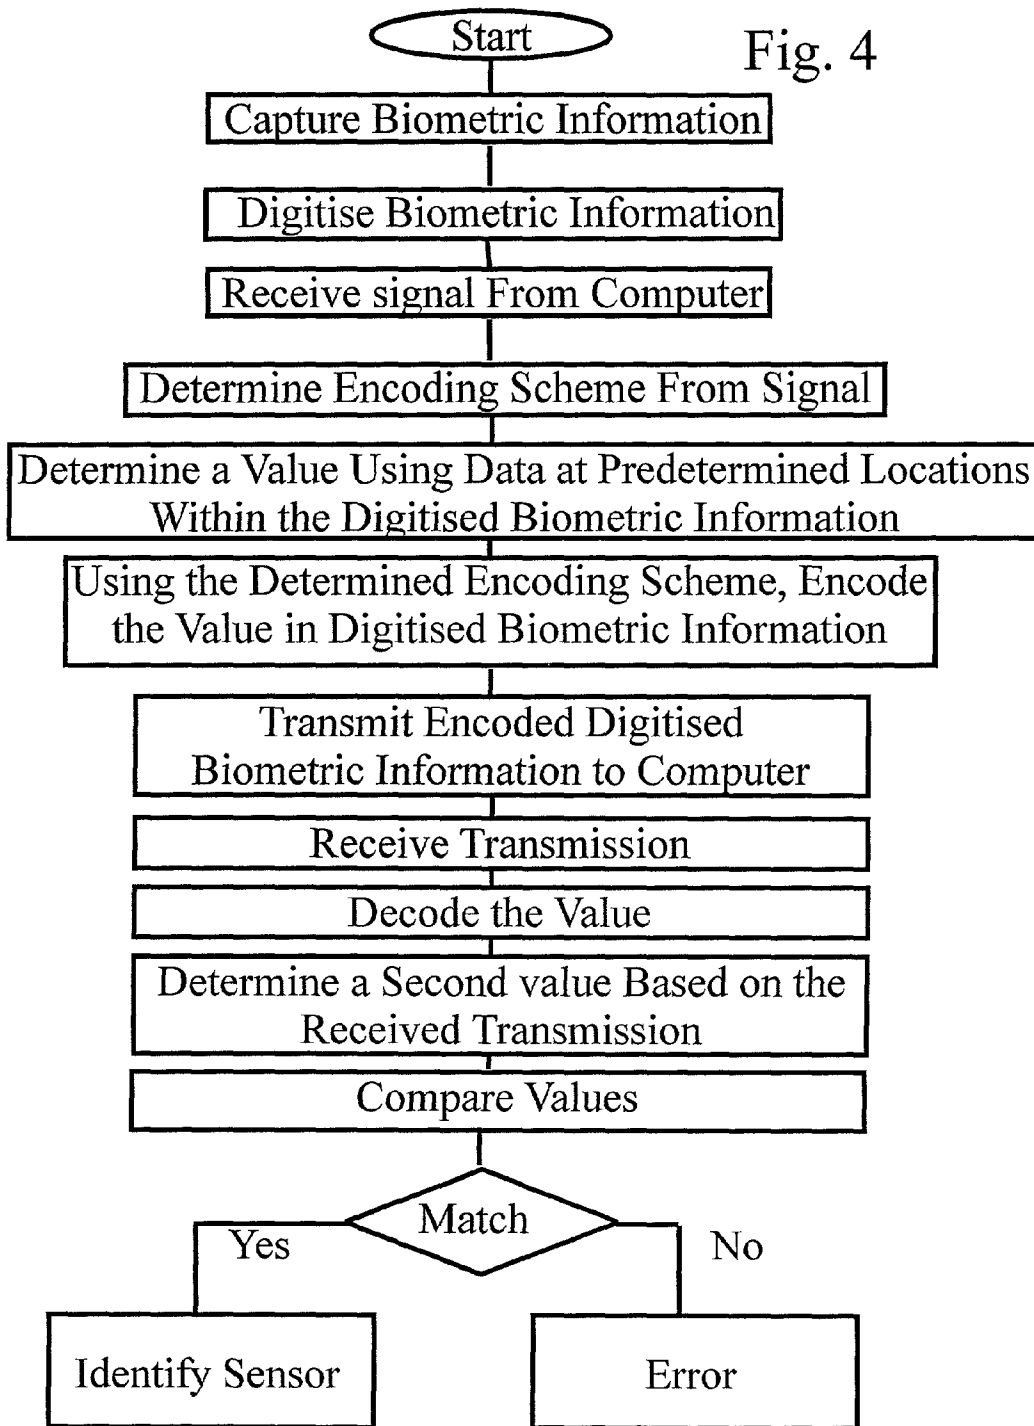 Start
Fig. 4
Capture Biometric Information
Digitise Biometric Information
Receive signal From Computer
Determine Encoding Scheme From Signal
Determine a Value Using Data at Predetermined Locations
Within the Digitised Biometric Information
Using the Determined Encoding Scheme, Encode
the Value in Digitised Biometric Information
Transmit Encoded Digitised
Biometric Information to Computer
Receive Transmission
Decode the Value
Determine a Second value Based on the
Received Transmission
Compare Values
Match
Yes
No
Identify Sensor
Error